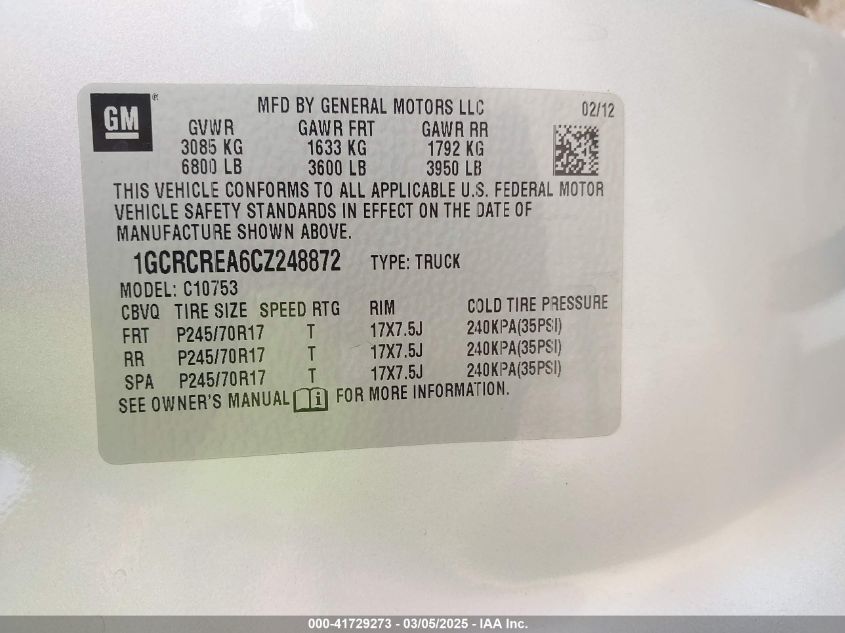 GM ®
MFD BY GENERAL MOTORS LLC 02/12
GVWR GAWR FRT GAWR RR
3085 KG 1633 KG 1792 KG
6800 LB 3600 LB 3950 LB
THIS VEHICLE CONFORMS TO ALL APPLICABLE U.S. FEDERAL MOTOR
VEHICLE SAFETY STANDARDS IN EFFECT ON THE DATE OF
MANUFACTURE SHOWN ABOVE.
1GCRCREA6CZ248872 TYPE: TRUCK
MODEL: C10753
CBVQ TIRE SIZE SPEED RTG RIM COLD TIRE PRESSURE
FRT P245/70R17 T 17X7.5J 240KPA(35PSI)
RR P245/70R17 T 17X7.5J 240KPA(35PSI)
SPA P245/70R17 T 17X7.5J 240KPA(35PSI)
SEE OWNER'S MANUAL i FOR MORE INFORMATION.
000-41729273 - 03/05/2025 - IAA Inc.